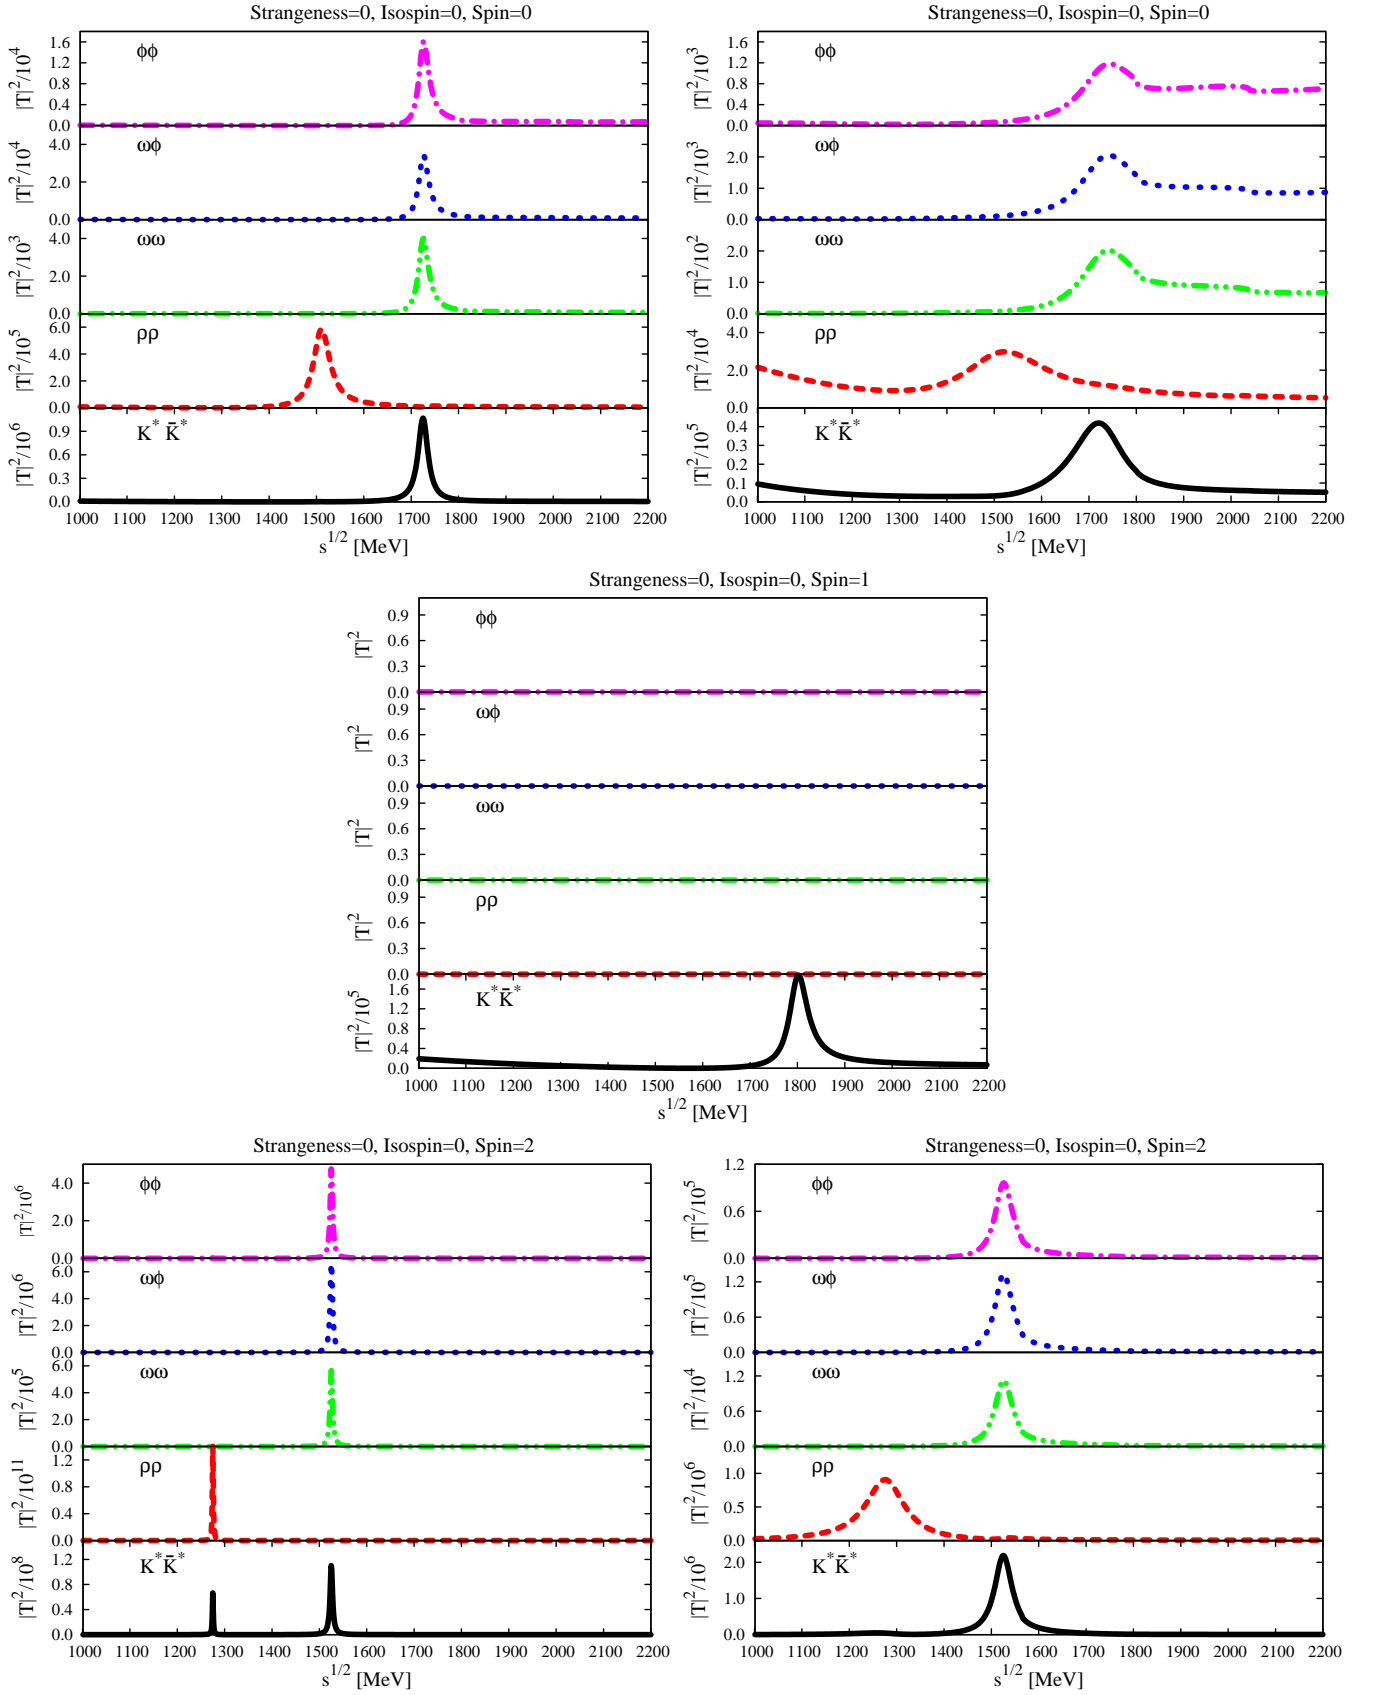 Strangeness=0, Isospin=0, Spin=0
|T|²/10⁴ 1.6 1.2 0.8 0.4 0.0 ϕϕ
|T|²/10⁴ 4.0 2.0 0.0 ωϕ
|T|²/10³ 4.0 2.0 0.0 ωω
|T|²/10⁵ 6.0 4.0 2.0 0.0 ρρ
|T|²/10⁶ 0.9 0.6 0.3 0.0 K* K̄*
1000 1100 1200 1300 1400 1500 1600 1700 1800 1900 2000 2100 2200
s^1/2 [MeV]
Strangeness=0, Isospin=0, Spin=0
|T|²/10³ 1.6 1.2 0.8 0.4 0.0 ϕϕ
|T|²/10³ 2.0 1.0 0.0 ωϕ
|T|²/10² 2.0 1.0 0.0 ωω
|T|²/10⁴ 4.0 2.0 0.0 ρρ
|T|²/10⁵ 0.4 0.3 0.2 0.1 0.0 K* K̄*
1000 1100 1200 1300 1400 1500 1600 1700 1800 1900 2000 2100 2200
s^1/2 [MeV]
Strangeness=0, Isospin=0, Spin=1
|T|² 0.9 0.6 0.3 0.0 ϕϕ
|T|² 0.9 0.6 0.3 0.0 ωϕ
|T|² 0.9 0.6 0.3 0.0 ωω
|T|² 0.9 0.6 0.3 0.0 ρρ
|T|²/10⁵ 1.6 1.2 0.8 0.4 0.0 K* K̄*
1000 1100 1200 1300 1400 1500 1600 1700 1800 1900 2000 2100 2200
s^1/2 [MeV]
Strangeness=0, Isospin=0, Spin=2
|T|²/10⁶ 4.0 2.0 0.0 ϕϕ
|T|²/10⁶ 6.0 4.0 2.0 0.0 ωϕ
|T|²/10⁵ 6.0 4.0 2.0 0.0 ωω
|T|²/10¹¹ 1.2 0.8 0.4 0.0 ρρ
|T|²/10⁸ 1.2 0.8 0.4 0.0 K* K̄*
1000 1100 1200 1300 1400 1500 1600 1700 1800 1900 2000 2100 2200
s^1/2 [MeV]
Strangeness=0, Isospin=0, Spin=2
|T|²/10⁵ 1.2 0.6 0.0 ϕϕ
|T|²/10⁵ 1.2 0.6 0.0 ωϕ
|T|²/10⁴ 1.2 0.6 0.0 ωω
|T|²/10⁶ 1.0 0.5 0.0 ρρ
|T|²/10⁶ 2.0 1.0 0.0 K* K̄*
1000 1100 1200 1300 1400 1500 1600 1700 1800 1900 2000 2100 2200
s^1/2 [MeV]